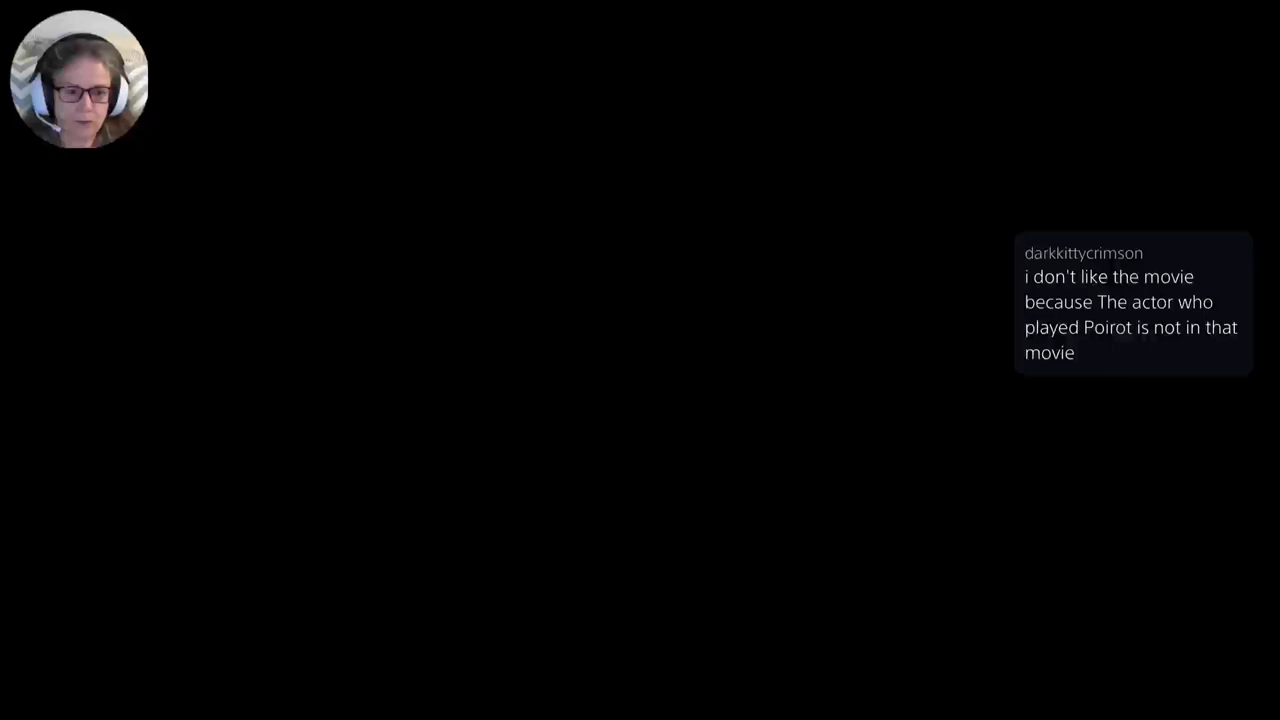 darkkittycrimson
i don't like the movie
because The actor who
played Poirot is not in that
movie